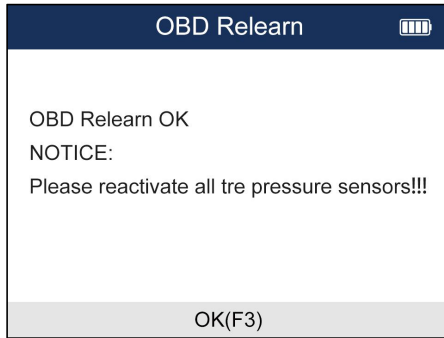 OBD Relearn
OBD Relearn OK
NOTICE:
Please reactivate all tre pressure sensors!!!
OK(F3)